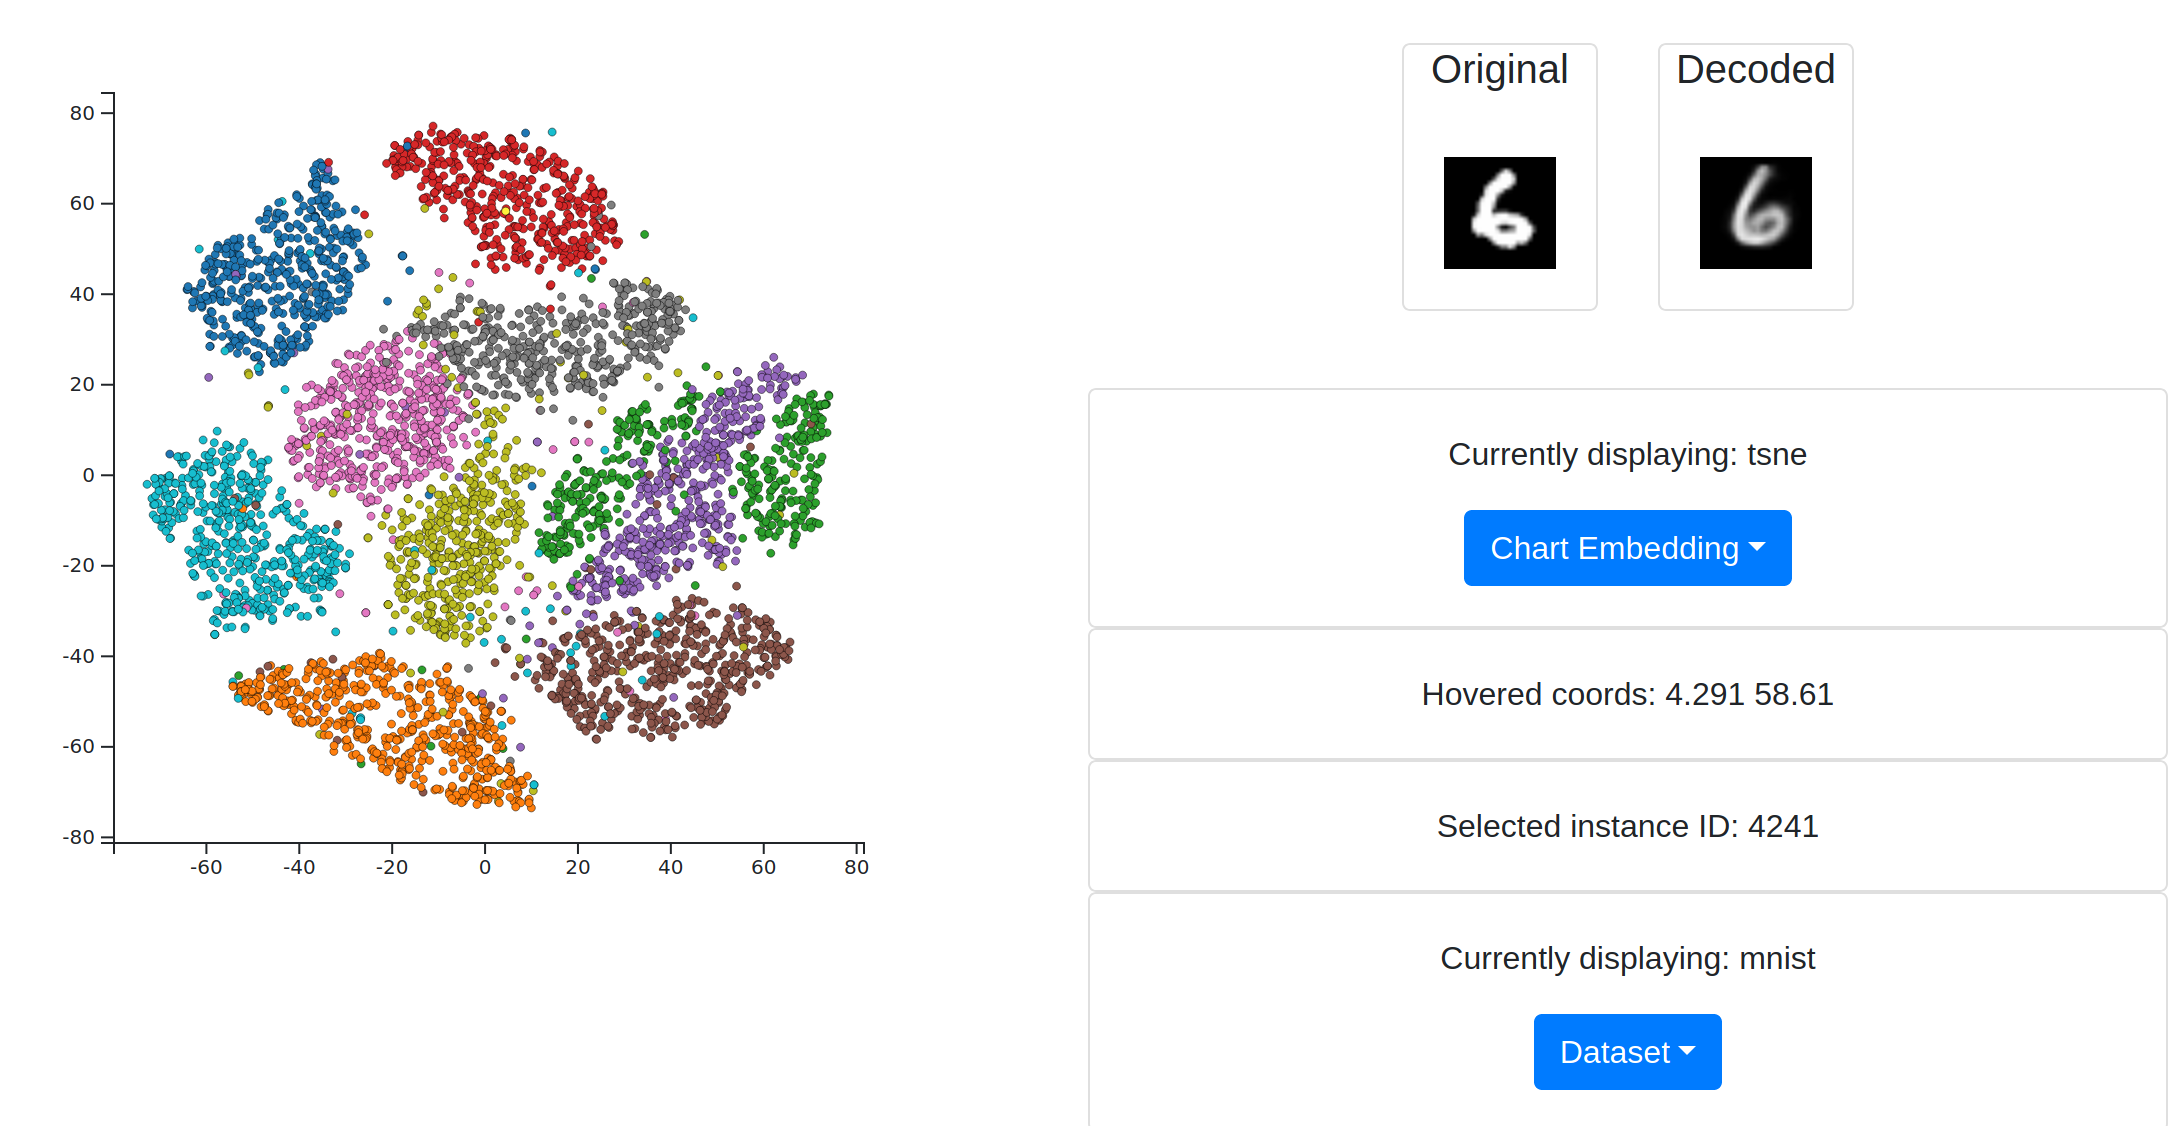 Original
Decoded
80
60
40
20
0
-20
-40
-60
-80
-60
-40
-20
0
20
40
60
80
6
6
Currently displaying: tsne
Chart Embedding
Hovered coords: 4.291 58.61
Selected instance ID: 4241
Currently displaying: mnist
Dataset